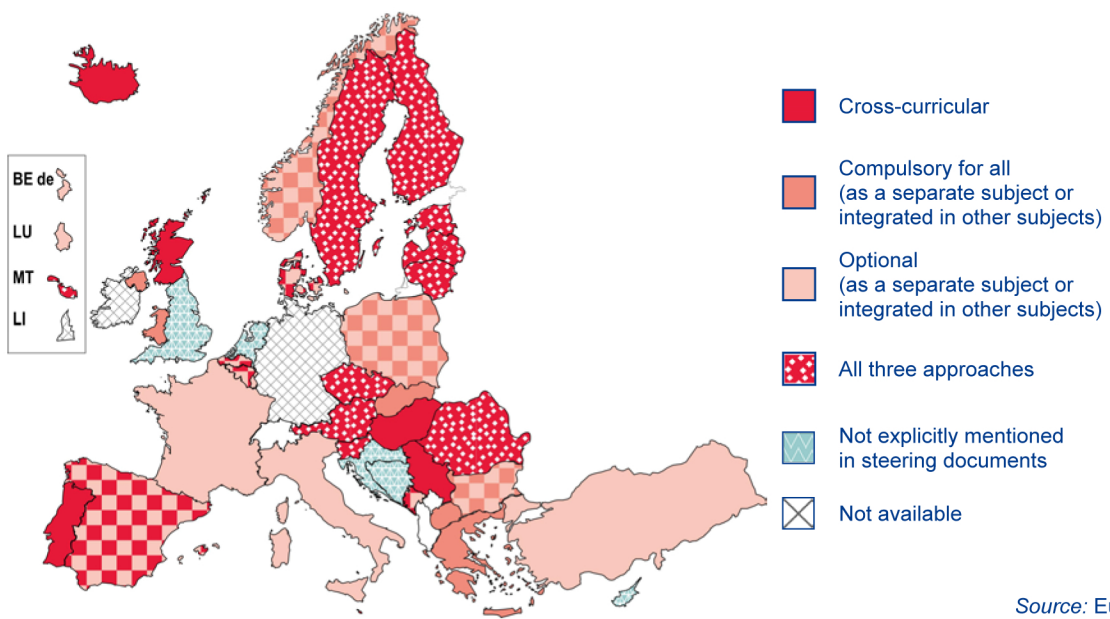 BE de
LU
MT
LI
Cross-curricular
Compulsory for all
(as a separate subject or
integrated in other subjects)
Optional
(as a separate subject or
integrated in other subjects)
All three approaches
Not explicitly mentioned
in steering documents
Not available
Source: